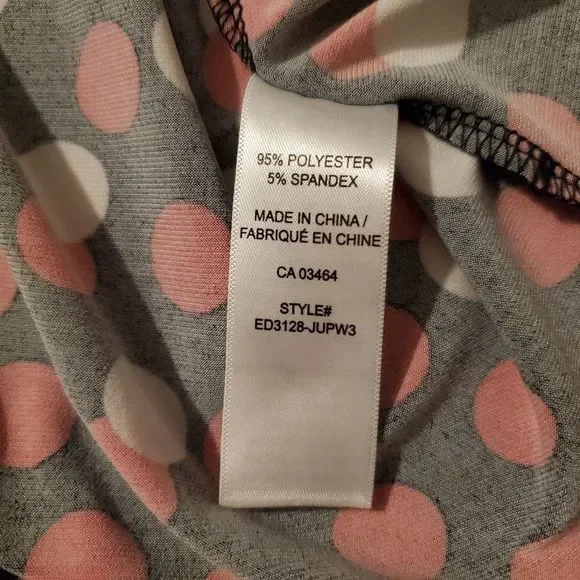 95% POLYESTER
5% SPANDEX
MADE IN CHINA /
FABRIQUÉ EN CHINE
CA 03464
STYLE#
ED3128-JUPW3